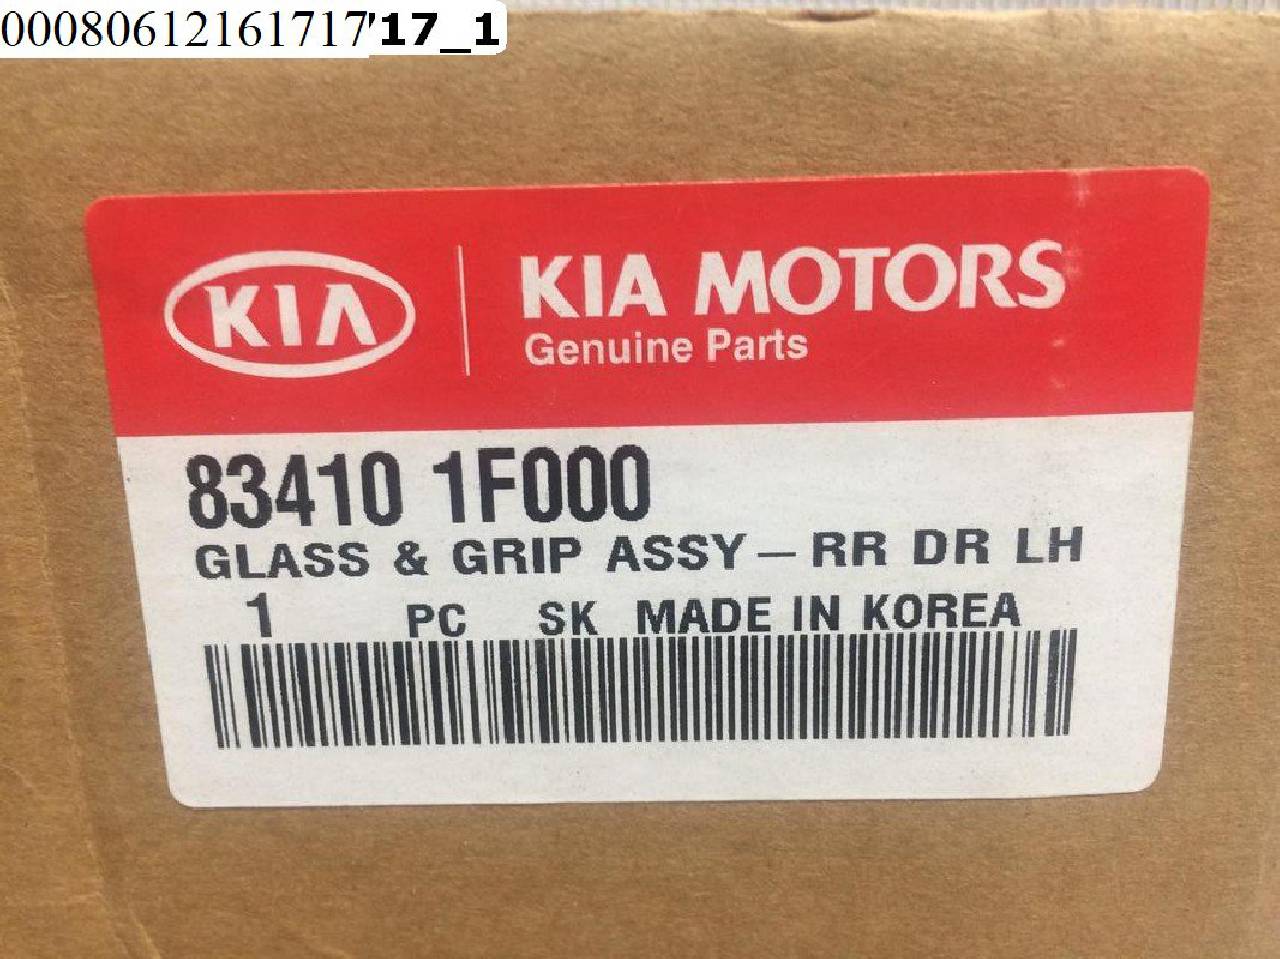 00080612161717'17_1
KIA
KIA MOTORS
Genuine Parts
83410 1F000
GLASS & GRIP ASSY-RR DR LH
1 PC SK MADE IN KOREA